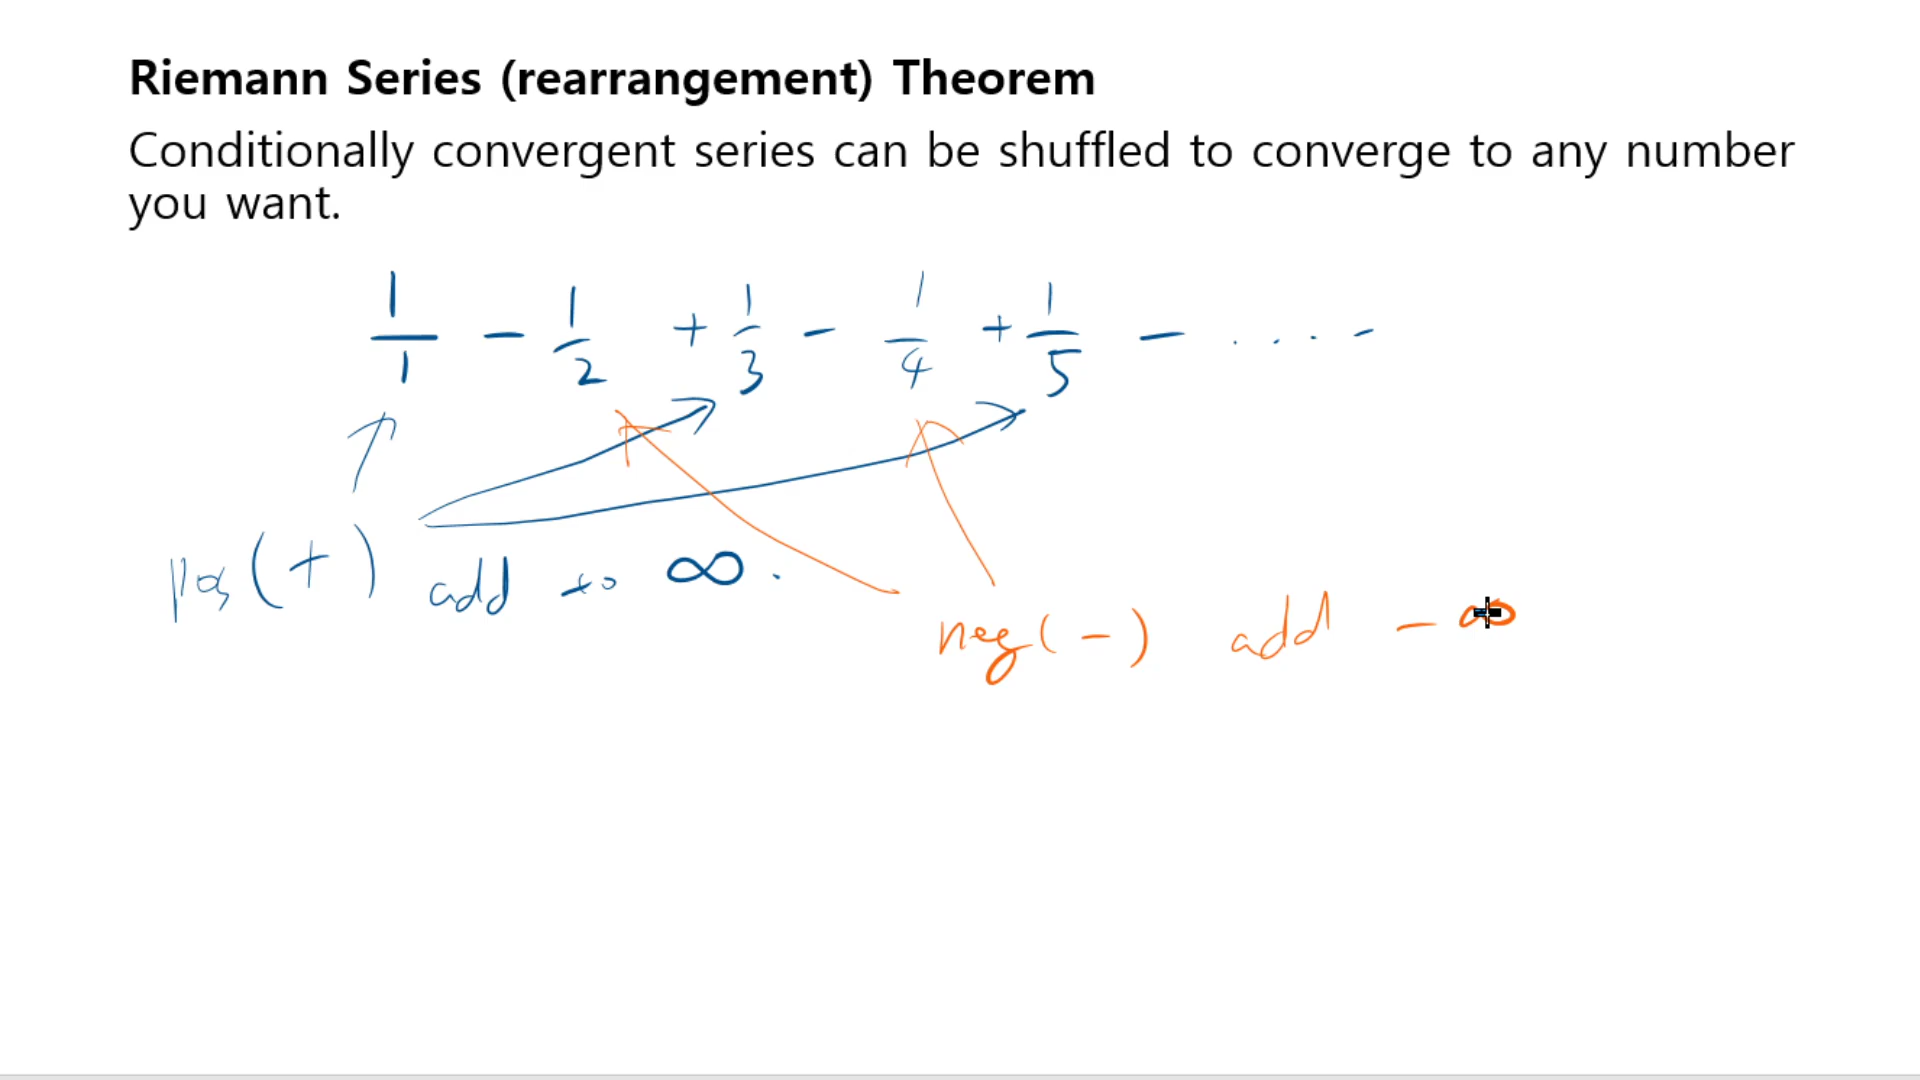 Riemann Series (rearrangement) Theorem
Conditionally convergent series can be shuffled to converge to any number
you want.
1/1 - 1/2 + 1/3 - 1/4 + 1/5 - ....-
pos(+) add to ∞.
neg(-) add -∞